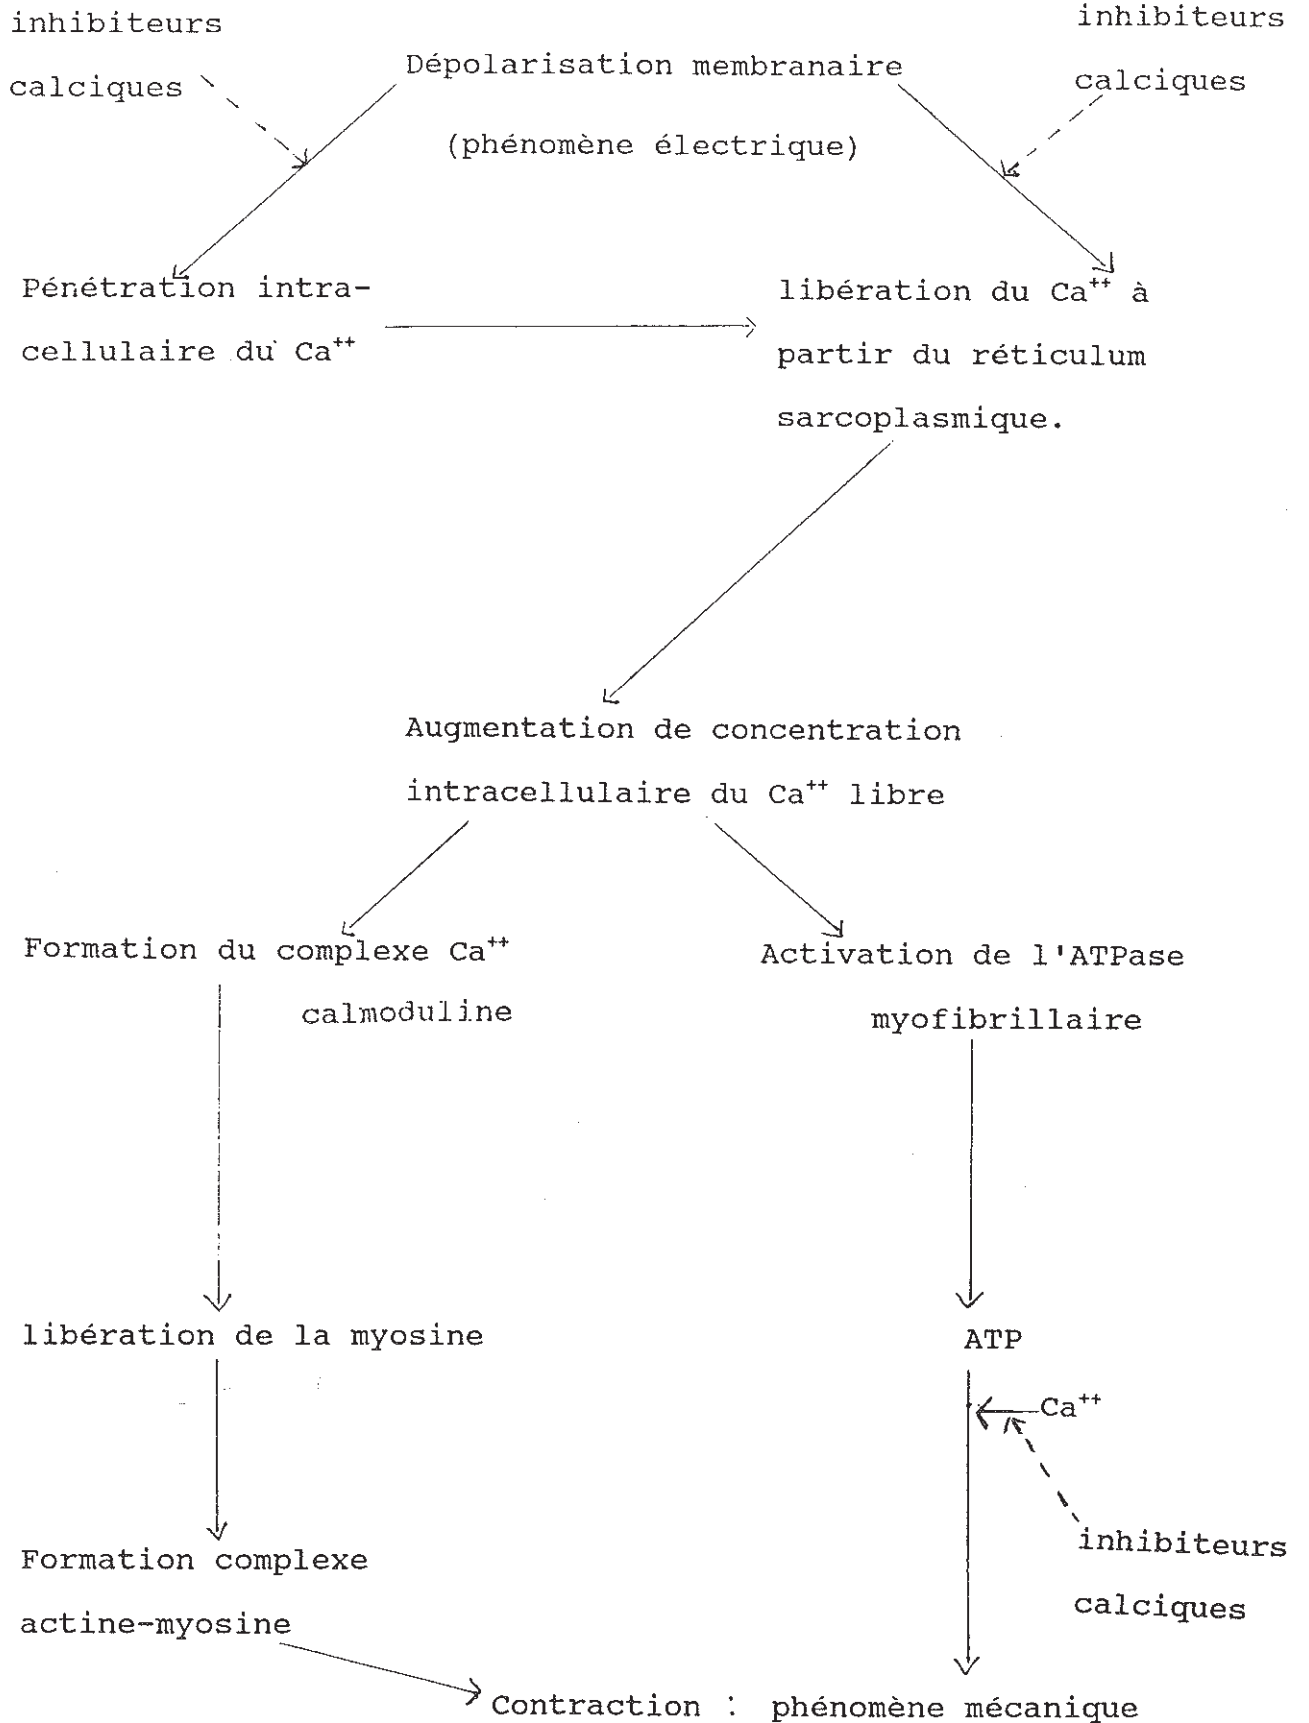 inhibiteurs
calciques
inhibiteurs
calciques
Dépolarisation membranaire
(phénomène électrique)
Pénétration intra-
cellulaire du Ca⁺⁺
libération du Ca⁺⁺ à
partir du réticulum
sarcoplasmique.
Augmentation de concentration
intracellulaire du Ca⁺⁺ libre
Formation du complexe Ca⁺⁺
calmoduline
Activation de l'ATPase
myofibrillaire
libération de la myosine
ATP
Ca⁺⁺
inhibiteurs
calciques
Formation complexe
actine-myosine
Contraction : phénomène mécanique